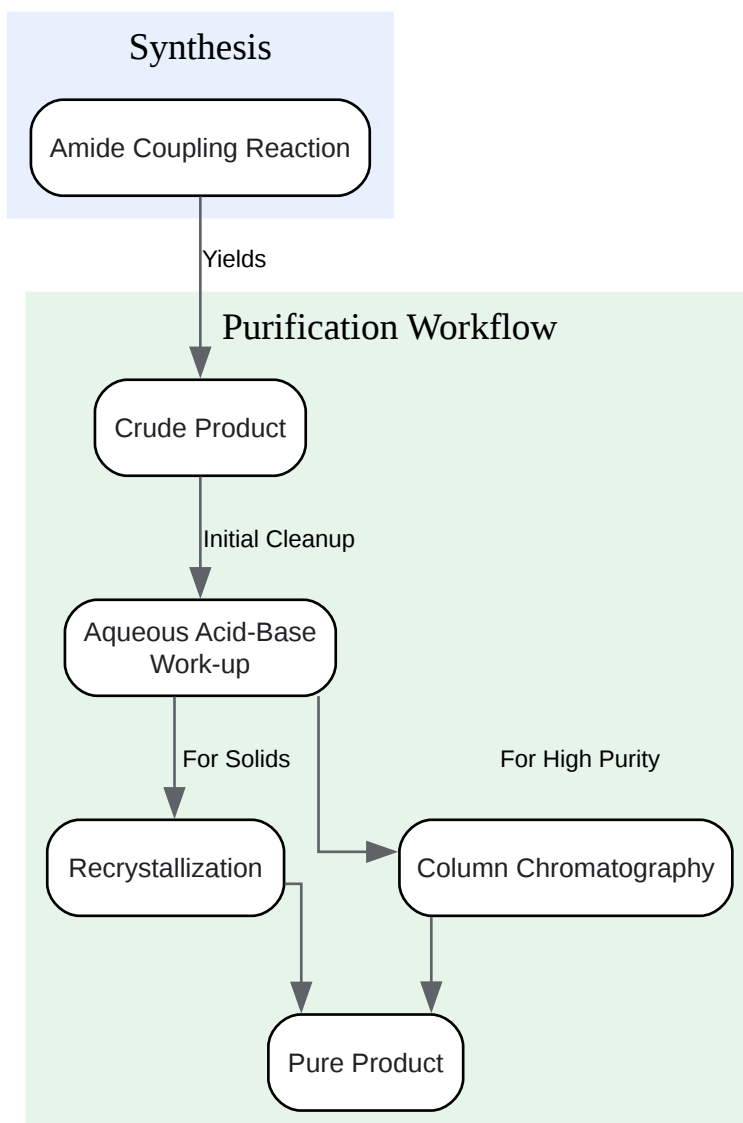 Synthesis
Amide Coupling Reaction
Yields
Purification Workflow
Crude Product
Initial Cleanup
Aqueous Acid-Base
Work-up
For Solids
For High Purity
Recrystallization
Column Chromatography
Pure Product